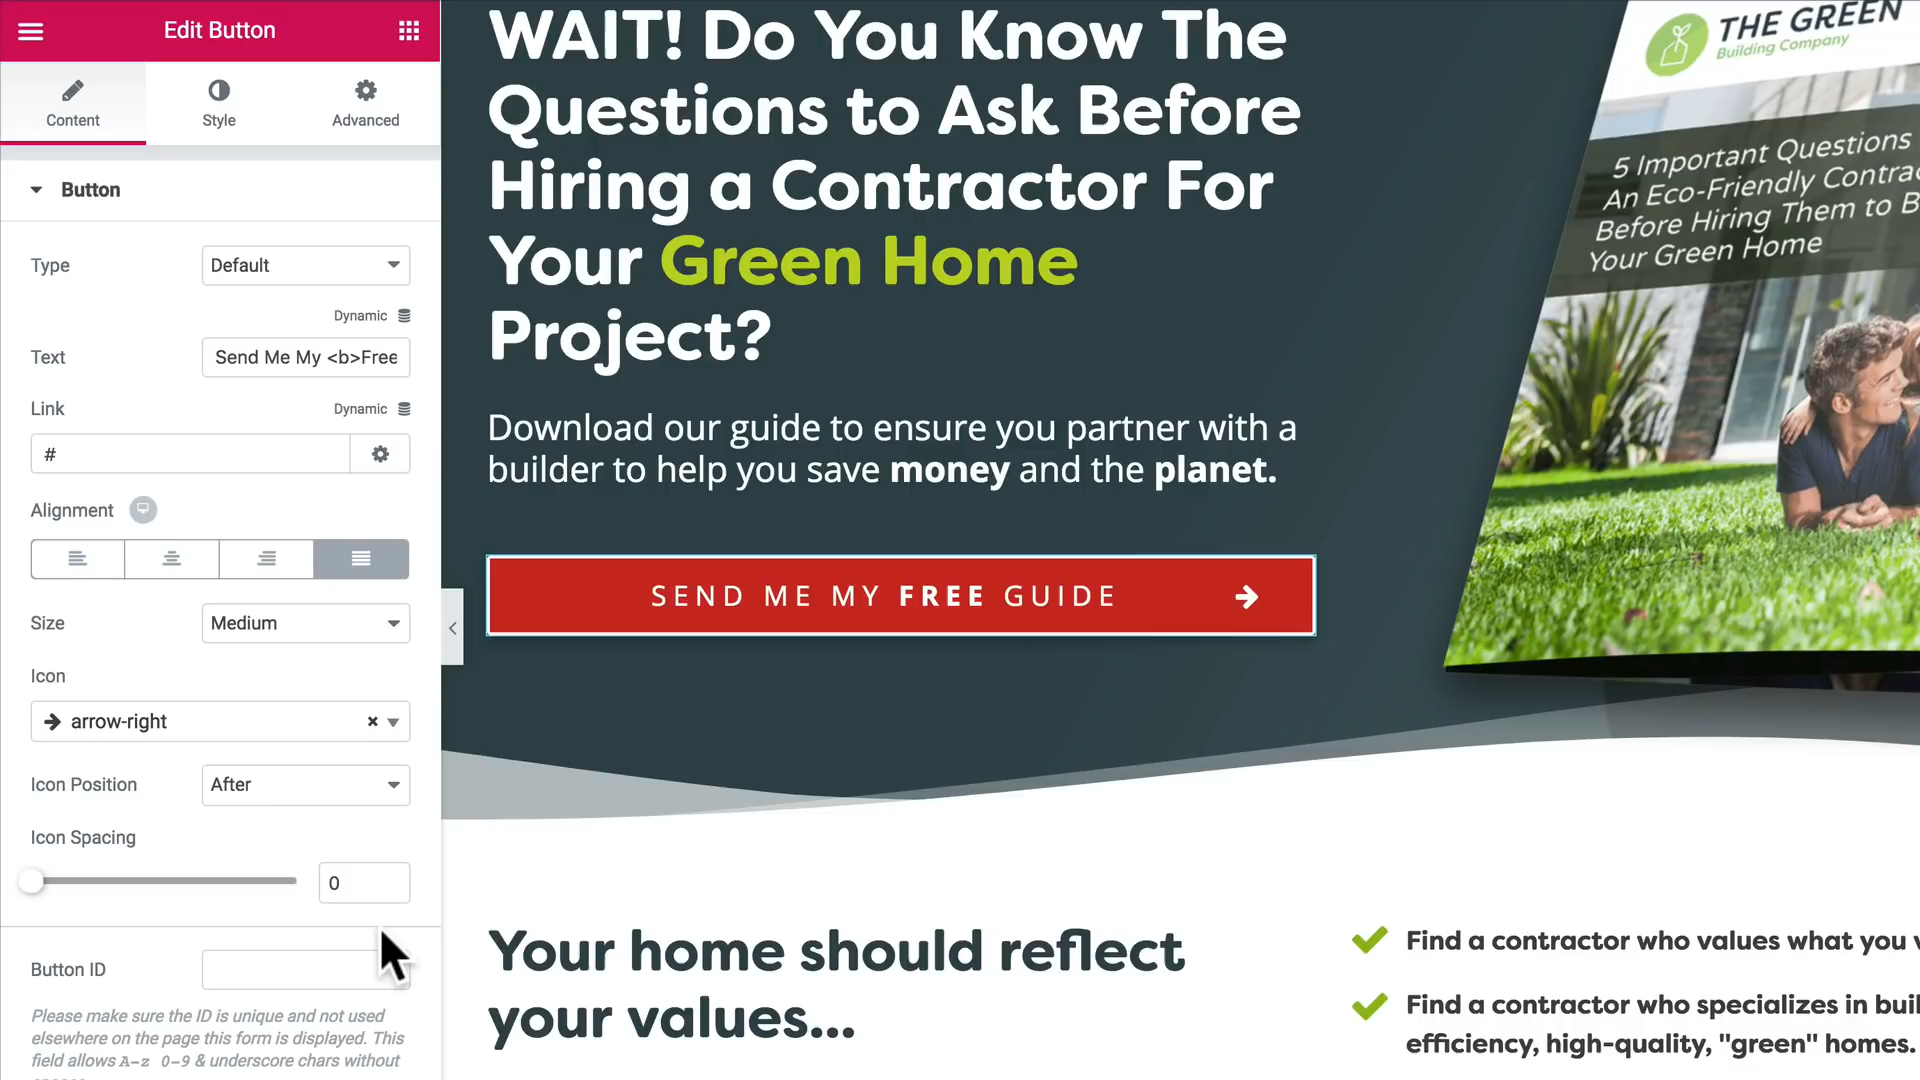 Edit Button
Content
Style
Advanced
Button
Type
Default
Dynamic
Text
Send Me My <b>Free
Link
Dynamic
#
Alignment
Size
Medium
Icon
arrow-right
Icon Position
After
Icon Spacing
0
Button ID
Please make sure the ID is unique and not used
elsewhere on the page this form is displayed. This
field allows A-z 0-9 & underscore chars without
WAIT! Do You Know The
Questions to Ask Before
Hiring a Contractor For
Your Green Home
Project?
Download our guide to ensure you partner with a
builder to help you save money and the planet.
SEND ME MY FREE GUIDE
THE GREEN
Building Company
5 Important Questions
An Eco-Friendly Contrac
Before Hiring Them to B
Your Green Home
Your home should reflect
your values...
Find a contractor who values what you v
Find a contractor who specializes in buil
efficiency, high-quality, "green" homes.